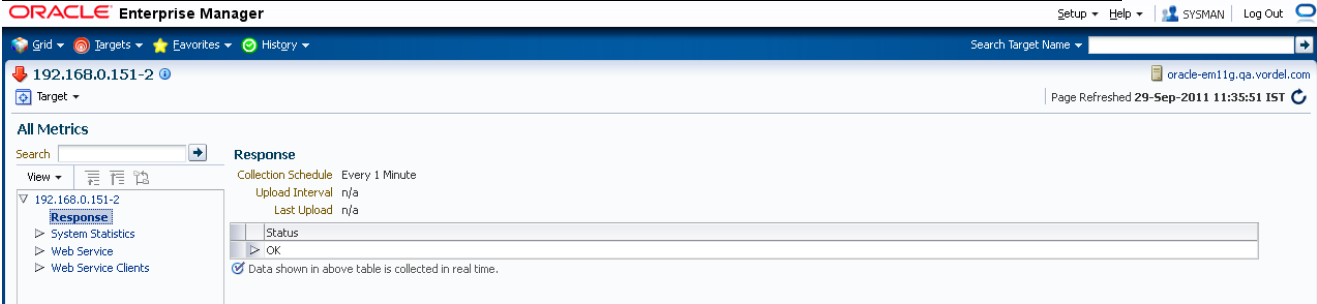 ORACLE Enterprise Manager
Setup Help SYSMAN Log Out
Grid Targets Favorites History
Search Target Name
192.168.0.151-2
oracle-em11g.qa.vordel.com
Target
Page Refreshed 29-Sep-2011 11:35:51 IST
All Metrics
Search
View
192.168.0.151-2
Response
System Statistics
Web Service
Web Service Clients
Response
Collection Schedule Every 1 Minute
Upload Interval n/a
Last Upload n/a
Status
OK
Data shown in above table is collected in real time.